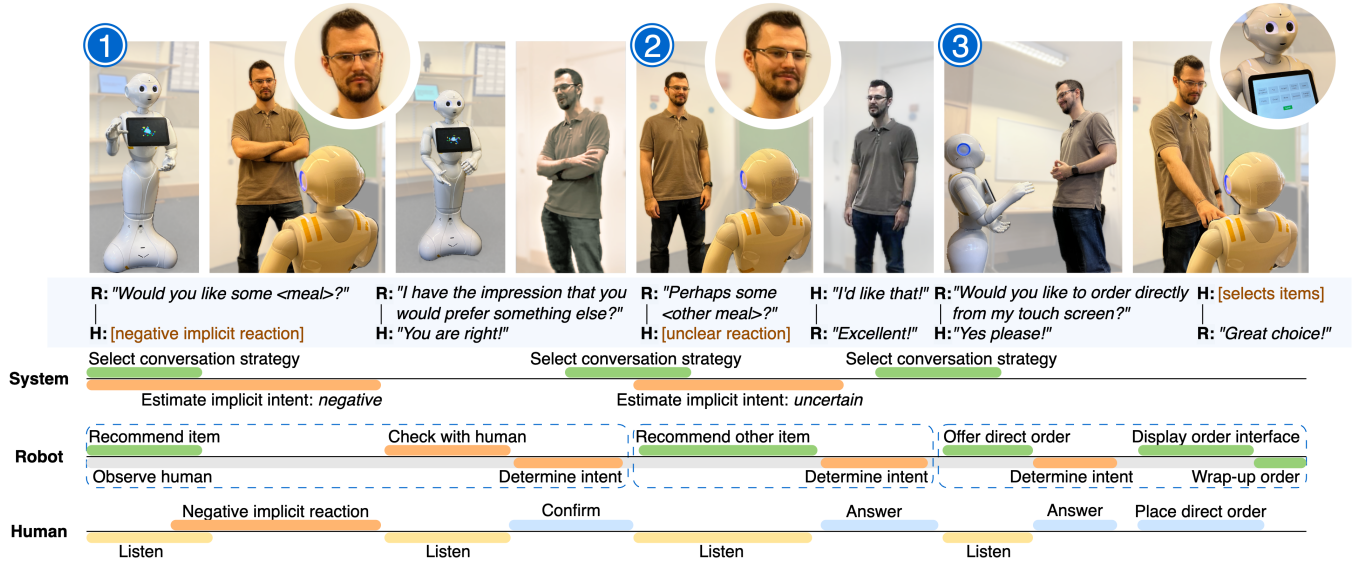 1
2
3
R: "Would you like some <meal>?"
H: [negative implicit reaction]
R: "I have the impression that you
would prefer something else?"
H: "You are right!"
R: "Perhaps some
<other meal>?"
H: [unclear reaction]
H: "I'd like that!"
R: "Excellent!"
R: "Would you like to order directly
from my touch screen?"
H: "Yes please!"
H: [selects items]
R: "Great choice!"
System
Select conversation strategy
Select conversation strategy
Select conversation strategy
Estimate implicit intent: negative
Estimate implicit intent: uncertain
Robot
Recommend item
Check with human
Recommend other item
Offer direct order
Display order interface
Observe human
Determine intent
Determine intent
Determine intent
Wrap-up order
Human
Negative implicit reaction
Confirm
Answer
Answer
Place direct order
Listen
Listen
Listen
Listen